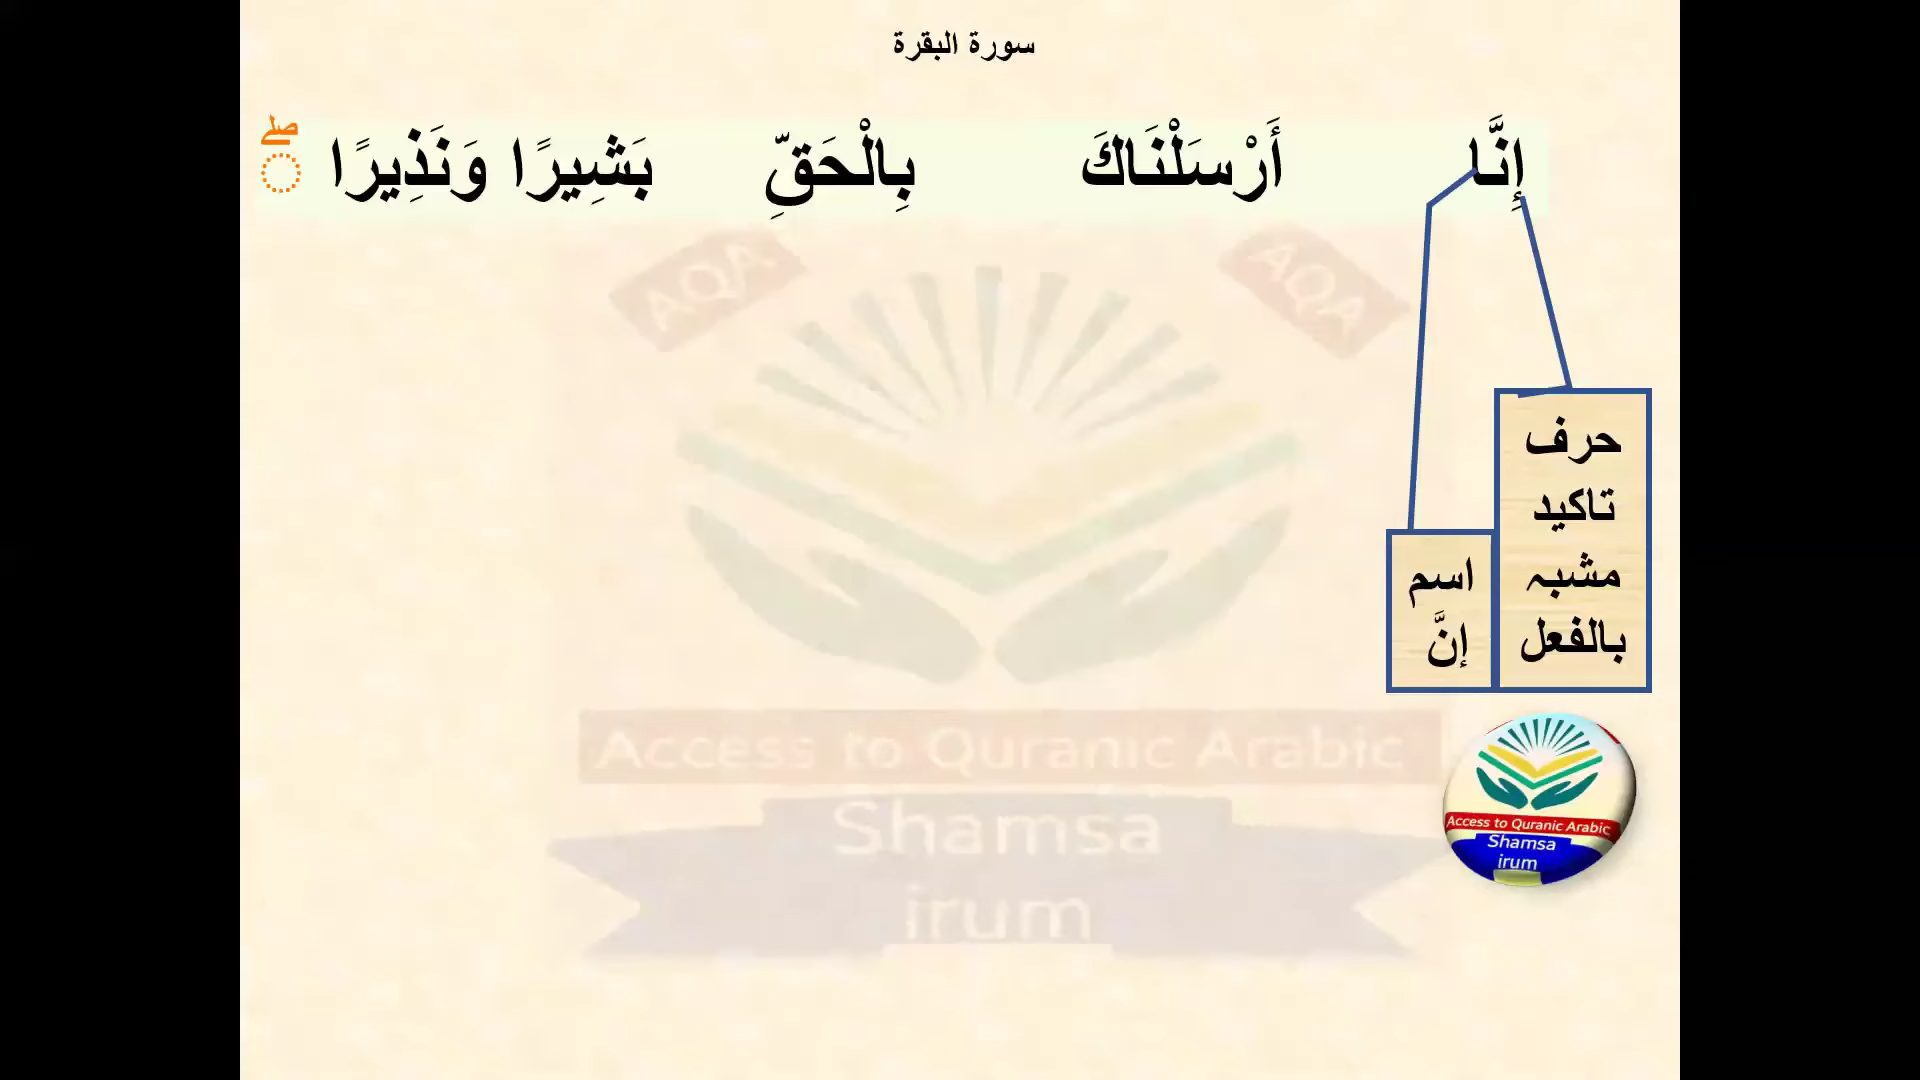 سورة البقرة
إِنَّا أَرْسَلْنَاكَ بِالْحَقِّ بَشِيرًا وَنَذِيرًا ۖ
حرف
تاکید
مشبہ
بالفعل
اسم
إنَّ
AQA
AQA
Access to Quranic Arabic
Shamsa
irum
Access to Quranic Arabic
Shamsa
irum